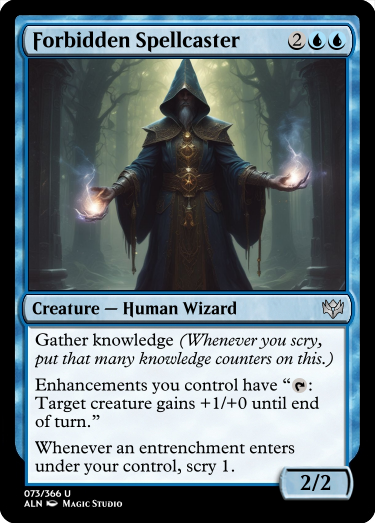 Forbidden Spellcaster 2
Creature — Human Wizard
Gather knowledge (Whenever you scry,
put that many knowledge counters on this.)
Enhancements you control have “:
Target creature gains +1/+0 until end
of turn.”
Whenever an entrenchment enters
under your control, scry 1.
2/2
073/366 U
ALN Magic Studio